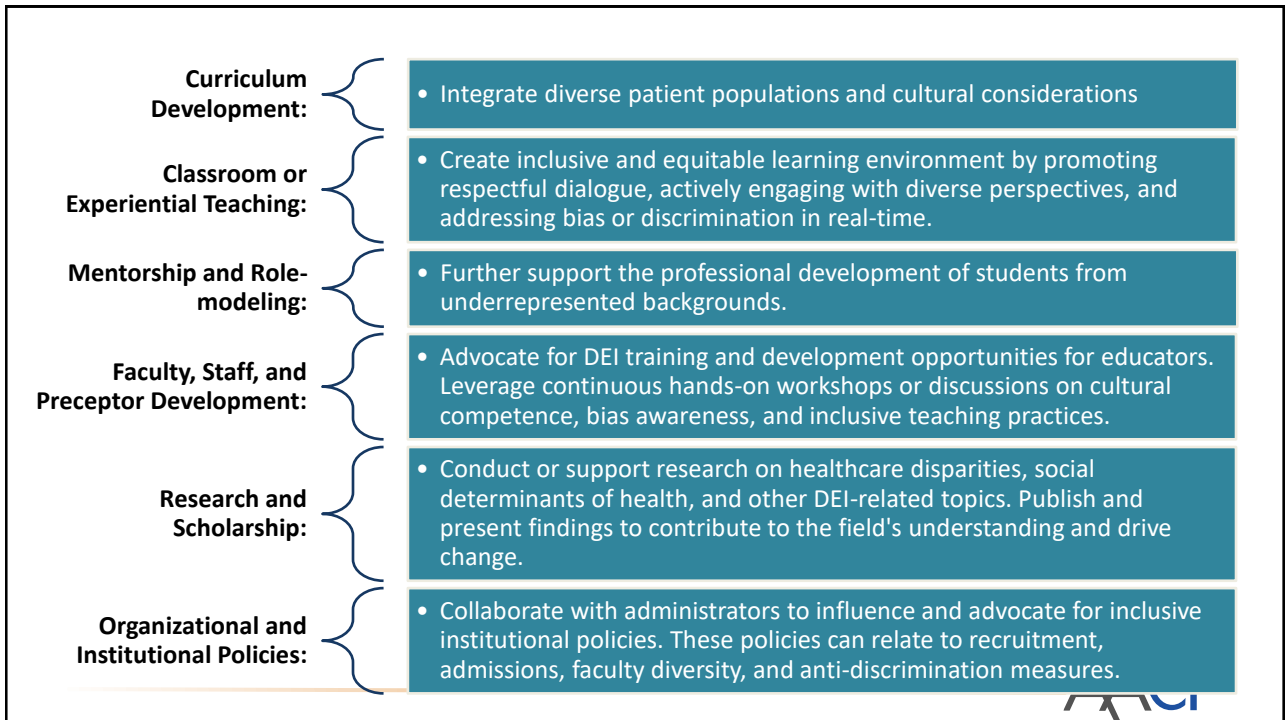 Curriculum
Development:
• Integrate diverse patient populations and cultural considerations
Classroom or
Experiential Teaching:
• Create inclusive and equitable learning environment by promoting
respectful dialogue, actively engaging with diverse perspectives, and
addressing bias or discrimination in real-time.
Mentorship and Role-
modeling:
• Further support the professional development of students from
underrepresented backgrounds.
Faculty, Staff, and
Preceptor Development:
• Advocate for DEI training and development opportunities for educators.
Leverage continuous hands-on workshops or discussions on cultural
competence, bias awareness, and inclusive teaching practices.
Research and
Scholarship:
• Conduct or support research on healthcare disparities, social
determinants of health, and other DEI-related topics. Publish and
present findings to contribute to the field's understanding and drive
change.
Organizational and
Institutional Policies:
• Collaborate with administrators to influence and advocate for inclusive
institutional policies. These policies can relate to recruitment,
admissions, faculty diversity, and anti-discrimination measures.